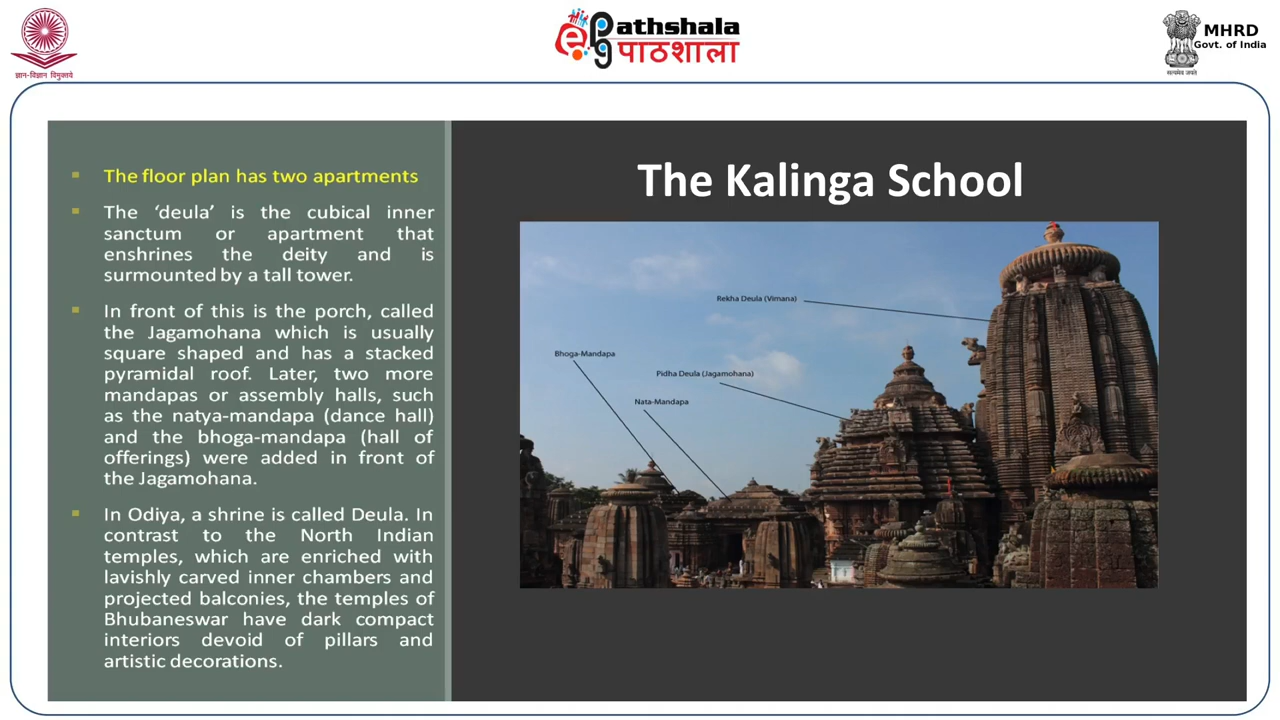 ज्ञान-विज्ञान विमुक्तये
e
PG
athshala
पाठशाला
MHRD
Govt. of India
सत्यमेव जयते
▪ The floor plan has two apartments
▪ The ‘deula’ is the cubical inner
sanctum or apartment that
enshrines the deity and is
surmounted by a tall tower.
▪ In front of this is the porch, called
the Jagamohana which is usually
square shaped and has a stacked
pyramidal roof. Later, two more
mandapas or assembly halls, such
as the natya-mandapa (dance hall)
and the bhoga-mandapa (hall of
offerings) were added in front of
the Jagamohana.
▪ In Odiya, a shrine is called Deula. In
contrast to the North Indian
temples, which are enriched with
lavishly carved inner chambers and
projected balconies, the temples of
Bhubaneswar have dark compact
interiors devoid of pillars and
artistic decorations.
The Kalinga School
Rekha Deula (Vimana)
Bhoga-Mandapa
Pidha Deula (Jagamohana)
Nata-Mandapa